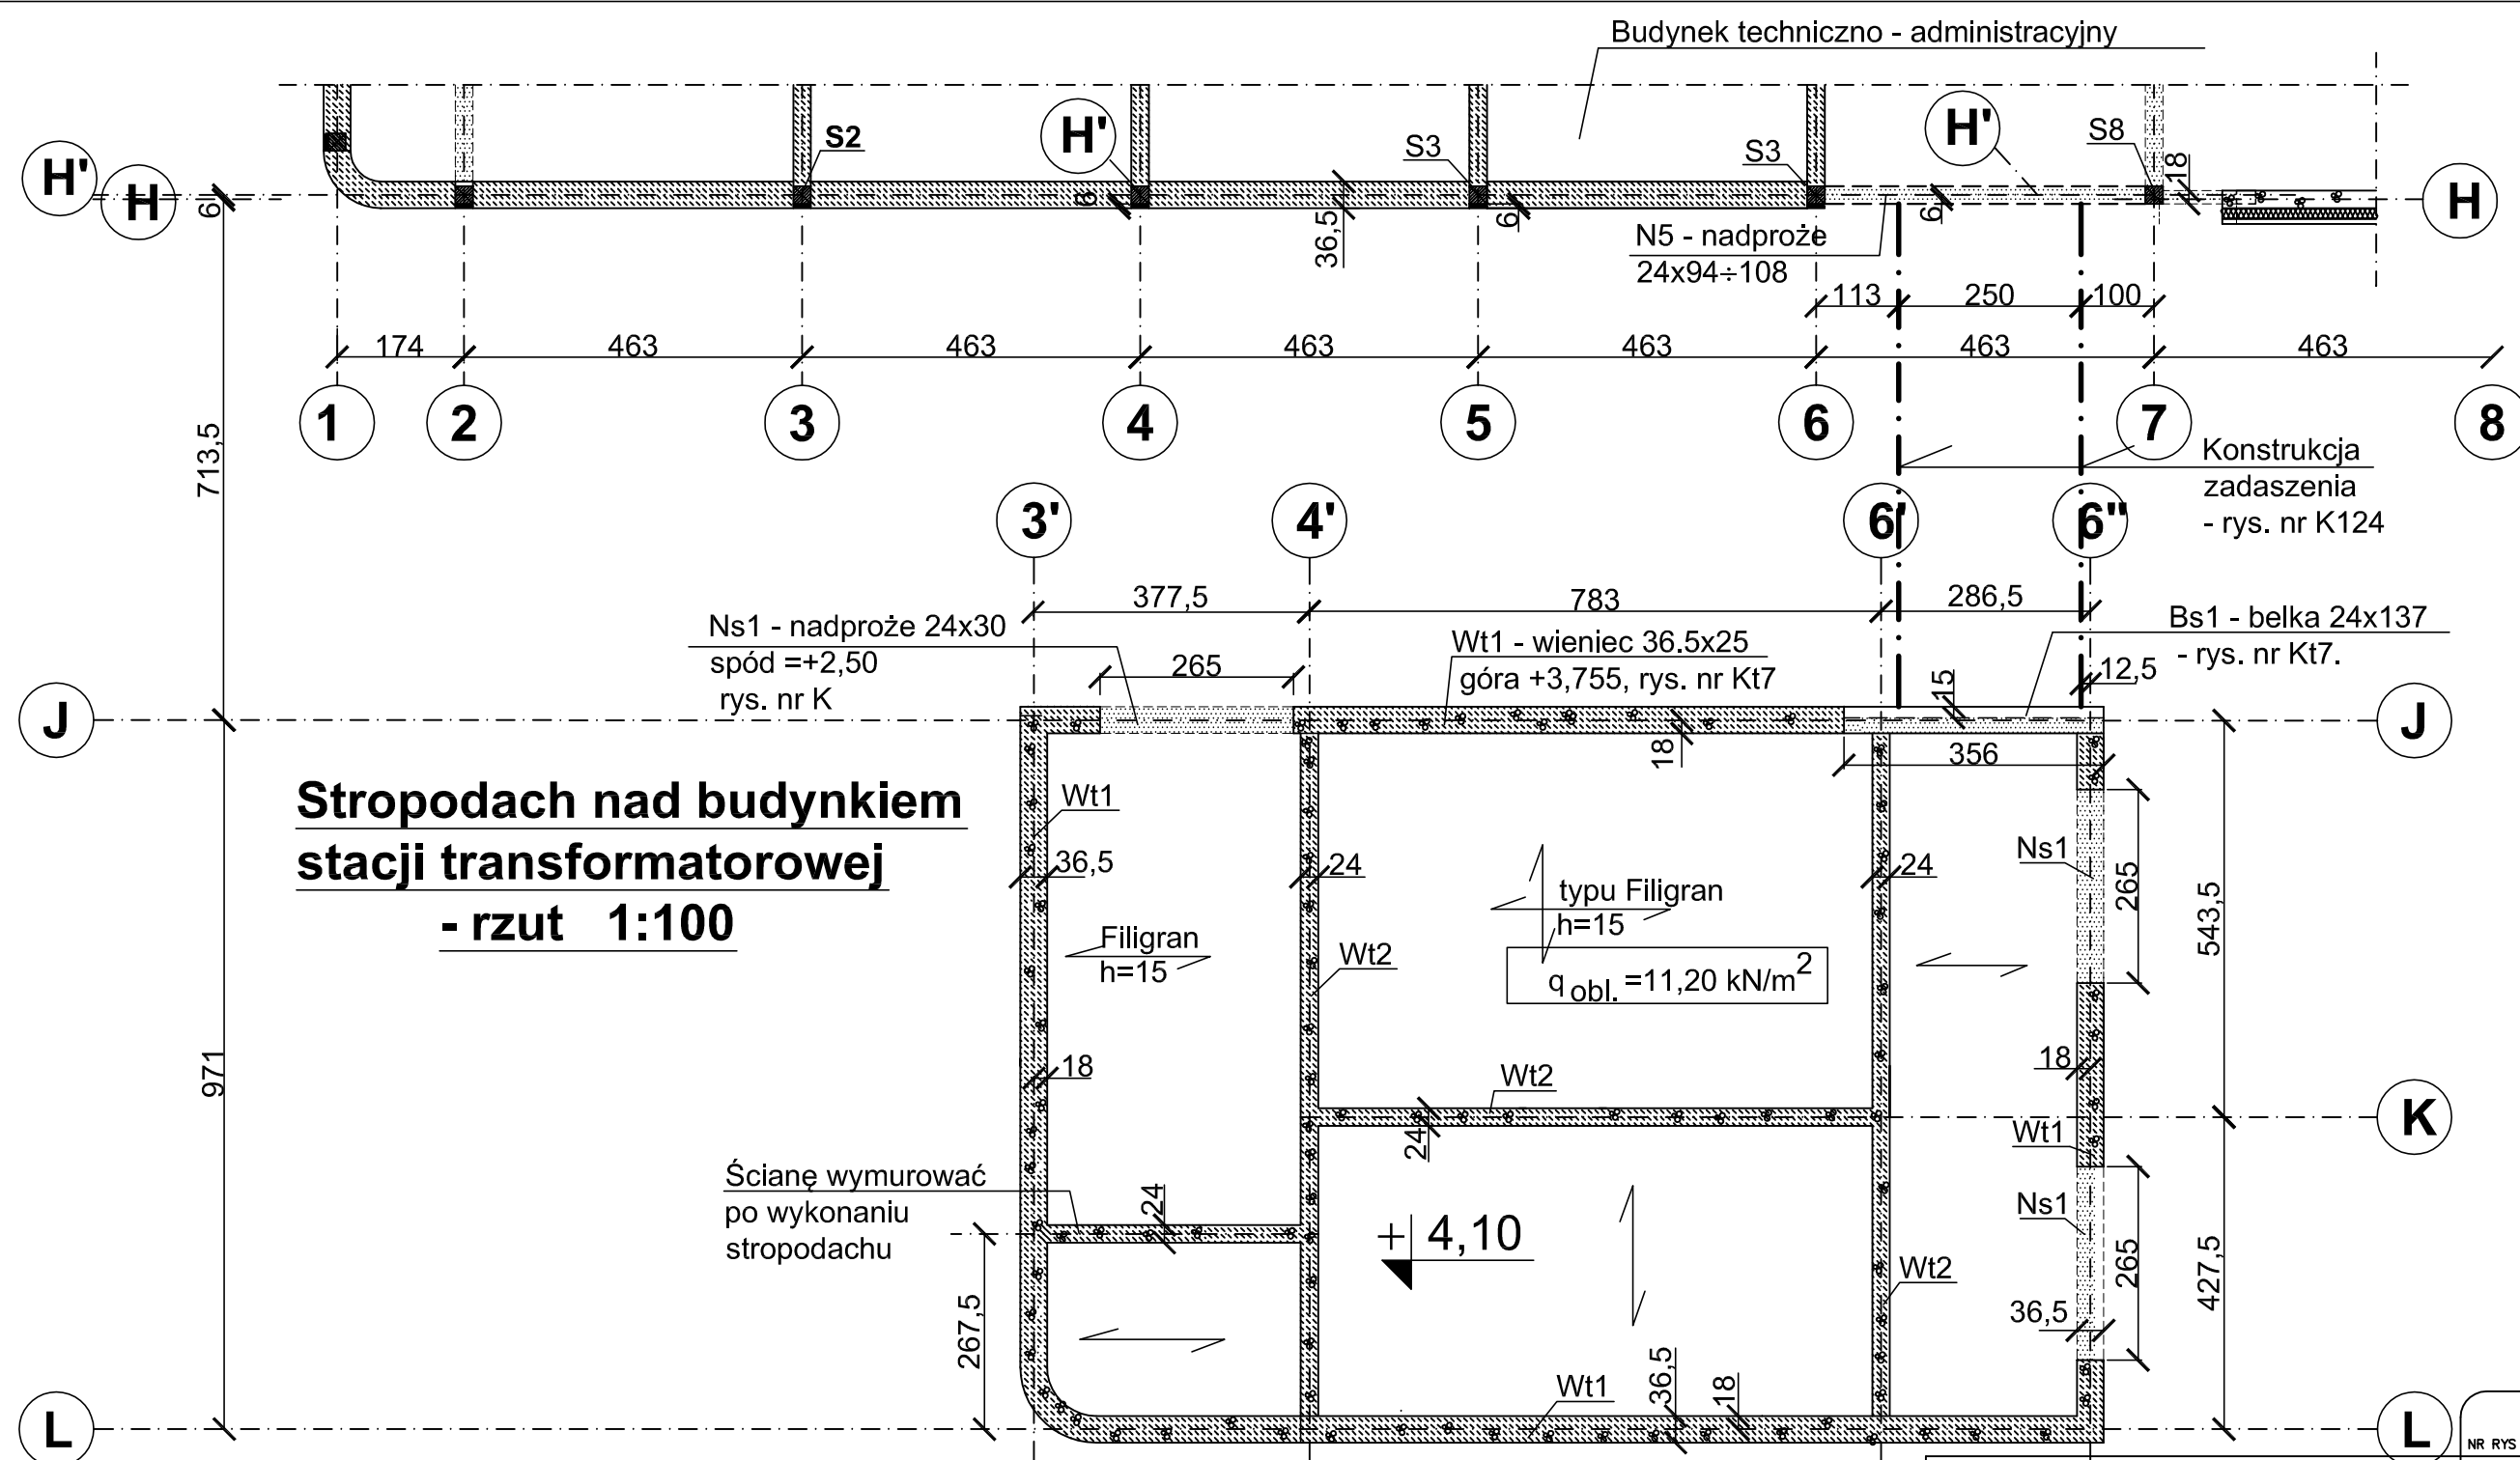 Budynek techniczno - administracyjny
H'
H
S2
H'
S3
S3
H'
S8
18
H
6
6
36,5
6
6
N5 - nadproże
24x94÷108
113
250
100
174
463
463
463
463
463
463
1
2
3
4
5
6
7
8
713,5
Konstrukcja
zadaszenia
- rys. nr K124
3'
4'
6'
6"
377,5
783
286,5
Ns1 - nadproże 24x30
spód =+2,50
rys. nr K
265
Wt1 - wieniec 36.5x25
góra +3,755, rys. nr Kt7
Bs1 - belka 24x137
- rys. nr Kt7.
15
12,5
J
J
18
356
Stropodach nad budynkiem
stacji transformatorowej
- rzut 1:100
Wt1
36,5
24
24
Ns1
265
543,5
typu Filigran
h=15
q obl. =11,20 kN/m2
Filigran
h=15
Wt2
971
18
Wt2
18
24
K
Wt1
Ścianę wymurować
po wykonaniu
stropodachu
24
+ 4,10
Ns1
265
Wt2
427,5
267,5
36,5
Wt1
36,5
18
L
L
NR RYS